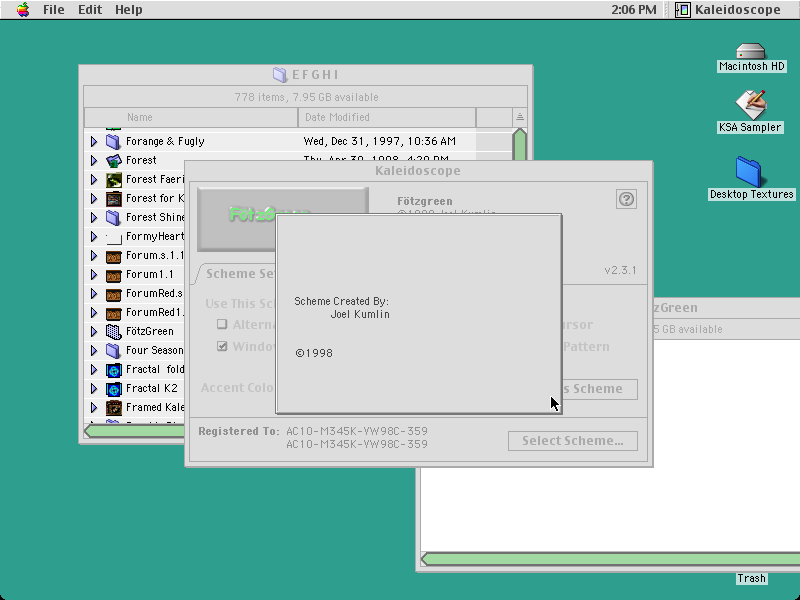 File Edit Help
2:06 PM Kaleidoscope
Macintosh HD
KSA Sampler
Desktop Textures
EFGHI
778 items, 7.95 GB available
Name Date Modified
Forange & Fugly Wed, Dec 31, 1997, 10:36 AM
Forest Thu, Apr 30, 1998, 4:20 PM
Forest Faeri
Forest for K
Forest Shine
FormyHeart
Forum.s.1.1
Forum1.1
ForumRed.s
ForumRed1.
FötzGreen
Four Season
Fractal fold
Fractal K2
Framed Kale
Kaleidoscope
FötzGreen
Fötzgreen
©1998 Joel Kumlin
v2.3.1
Scheme Se
Use This Sc
Altern
Windo
Accent Colo
rsor
Pattern
s Scheme
Registered To: AC10-M345K-YW98C-359
AC10-M345K-YW98C-359
Select Scheme...
Scheme Created By:
Joel Kumlin
©1998
zGreen
5 GB available
Trash